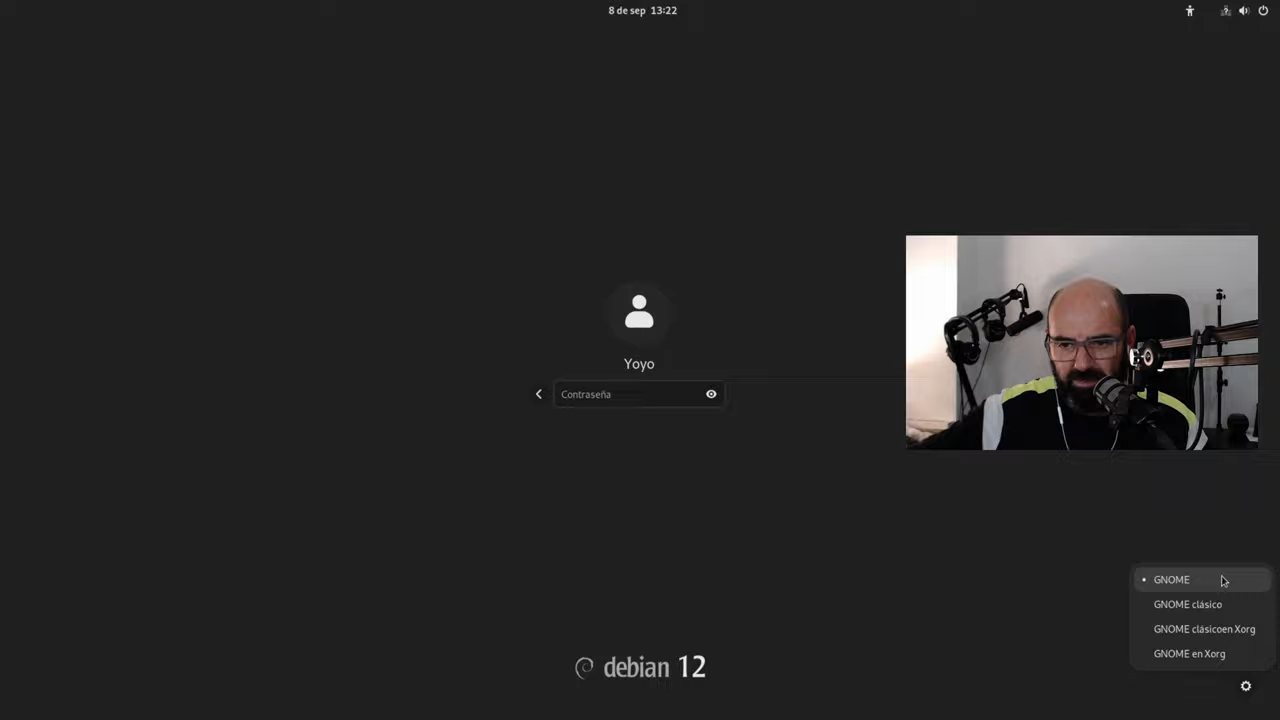 8 de sep 13:22
Yoyo
Contraseña
GNOME
GNOME clásico
GNOME clásicoen Xorg
GNOME en Xorg
debian 12